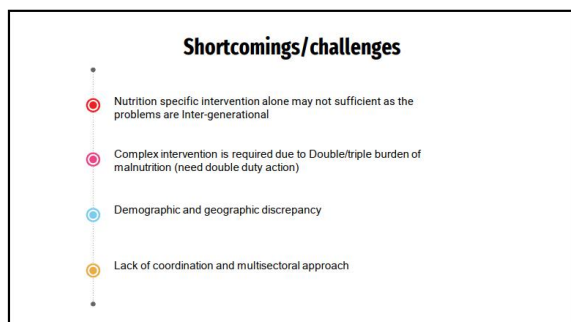 Shortcomings/challenges
Nutrition specific intervention alone may not sufficient as the
problems are Inter-generational
Complex intervention is required due to Double/triple burden of
malnutrition (need double duty action)
Demographic and geographic discrepancy
Lack of coordination and multisectoral approach